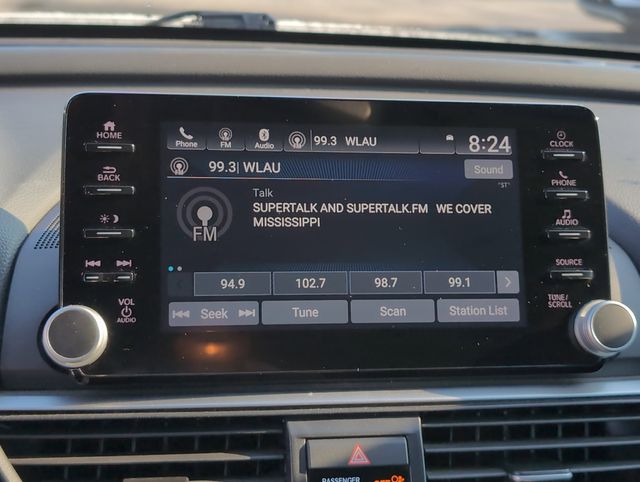 HOME
BACK
VOL
AUDIO
Phone FM Audio FM 99.3 WLAU 8:24
99.3| WLAU Sound
"ST"
Talk
SUPERTALK AND SUPERTALK.FM WE COVER
MISSISSIPPI
FM
94.9 102.7 98.7 99.1
Seek Tune Scan Station List
CLOCK
PHONE
AUDIO
SOURCE
TUNE/
SCROLL
PASSENGER